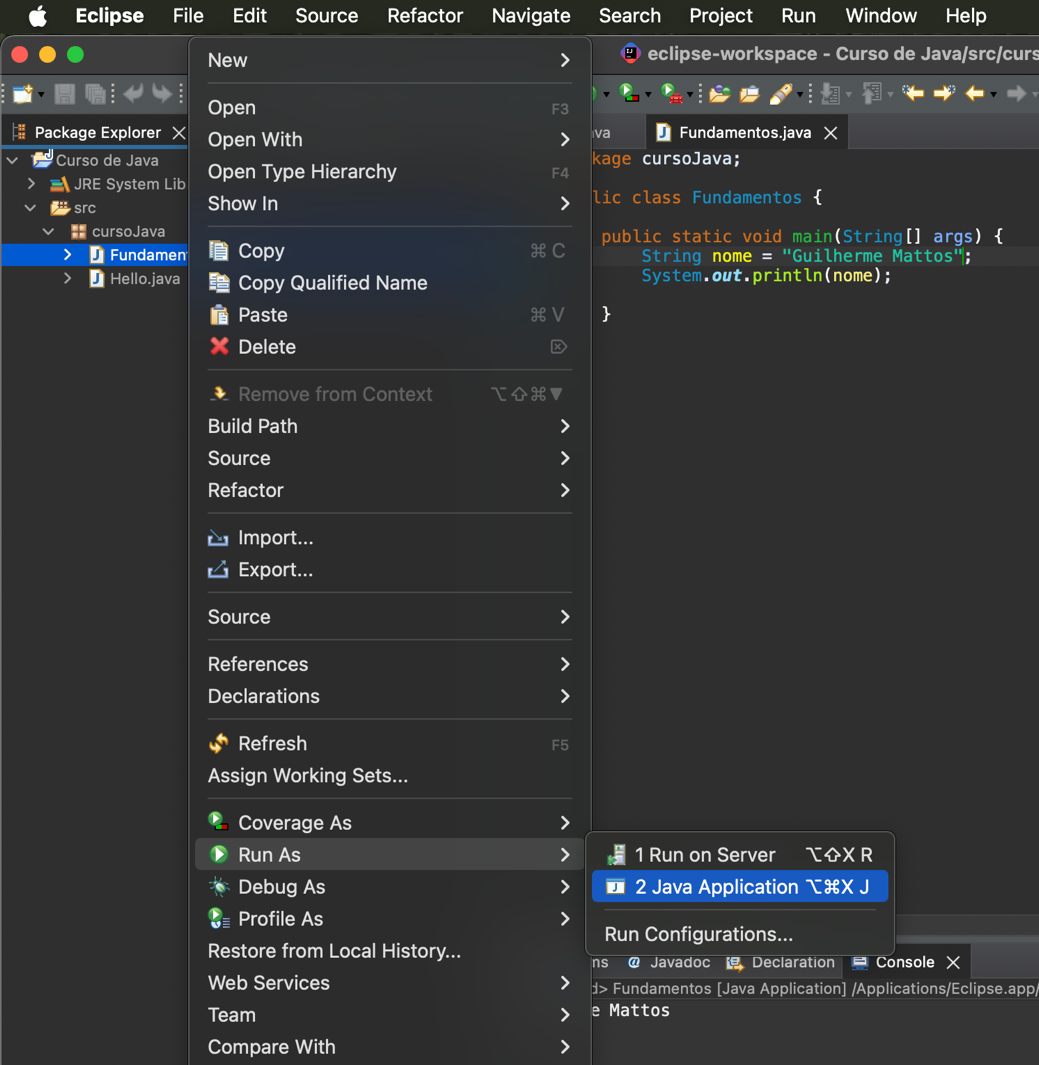 Eclipse File Edit Source Refactor Navigate Search Project Run Window Help
eclipse-workspace - Curso de Java/src/curs
Package Explorer
Curso de Java
JRE System Lib
src
cursoJava
Fundamen
Hello.java
New
Open F3
Open With
Open Type Hierarchy F4
Show In
Copy ⌘ C
Copy Qualified Name
Paste ⌘ V
Delete ⌦
Remove from Context ⌥⇧⌘▼
Build Path
Source
Refactor
Import...
Export...
Source
References
Declarations
Refresh F5
Assign Working Sets...
Coverage As
Run As
Debug As
Profile As
Restore from Local History...
Web Services
Team
Compare With
1 Run on Server ⌥⇧X R
2 Java Application ⌥⌘X J
Run Configurations...
ava
Fundamentos.java
kage cursoJava;
lic class Fundamentos {
public static void main(String[] args) {
String nome = "Guilherme Mattos";
System.out.println(nome);
}
ms @ Javadoc Declaration Console
d> Fundamentos [Java Application] /Applications/Eclipse.app/
e Mattos